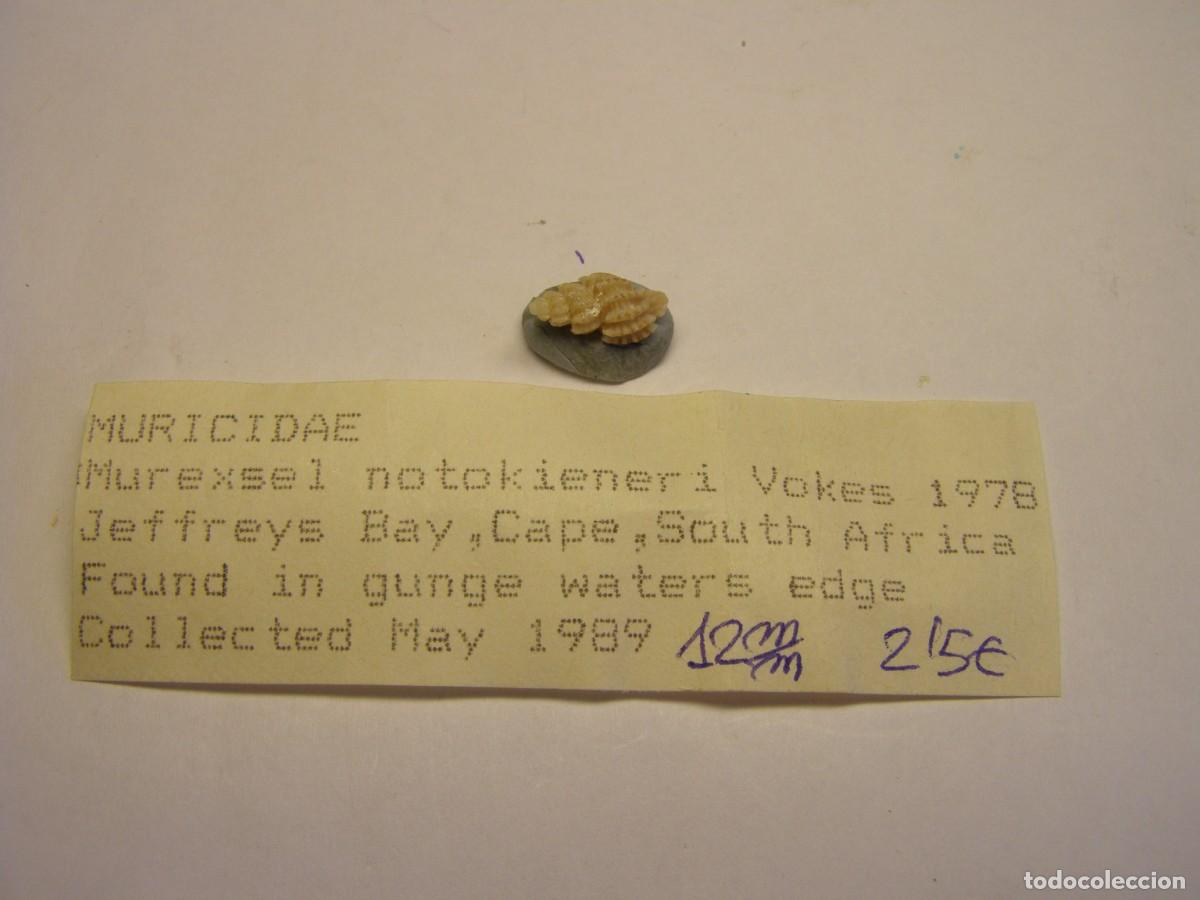 MURICIDAE
Murexsel notokieneri Vokes 1978
Jeffreys Bay,Cape,South Africa
Found in gunge waters edge
Collected May 1989 12m/m 2'5€
todocoleccion